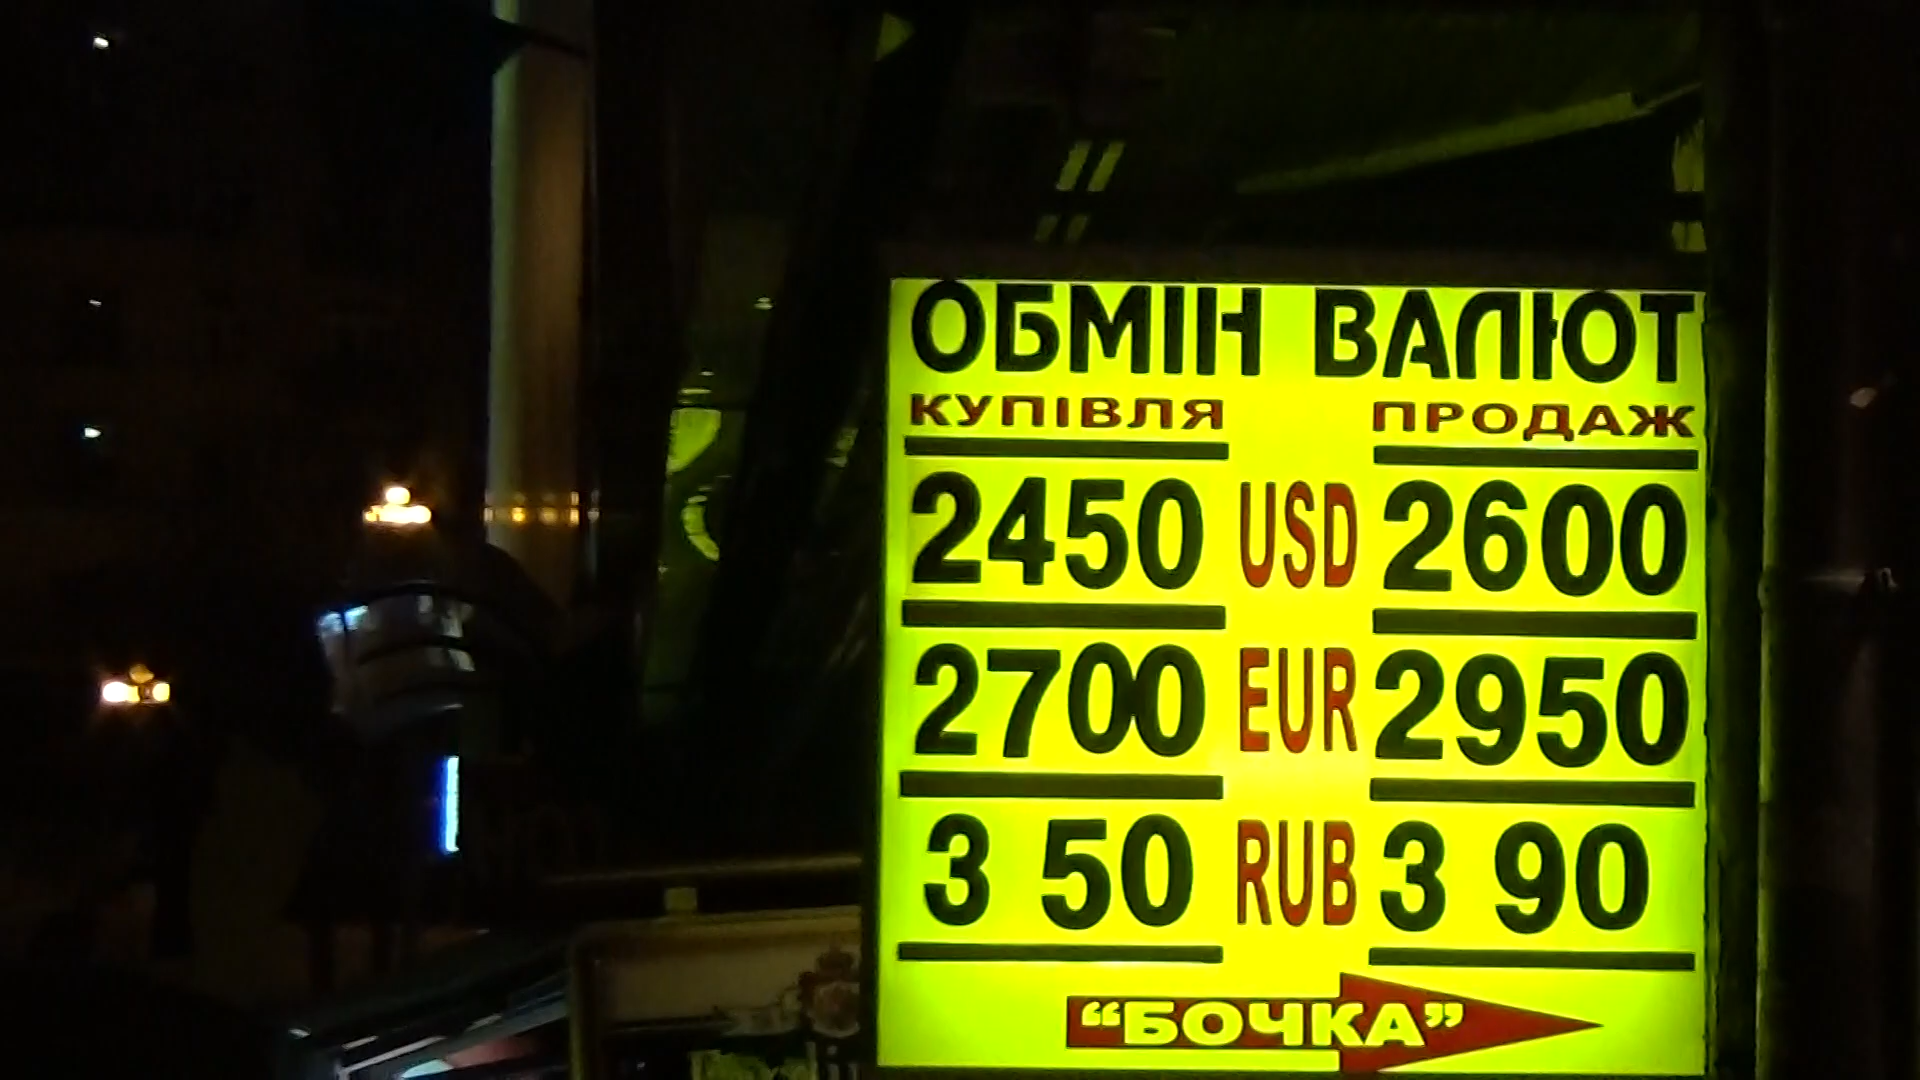 ОБМІН ВАЛЮТ
КУПІВЛЯ ПРОДАЖ
2450 USD 2600
2700 EUR 2950
3 50 RUB 3 90
“БОЧКА”